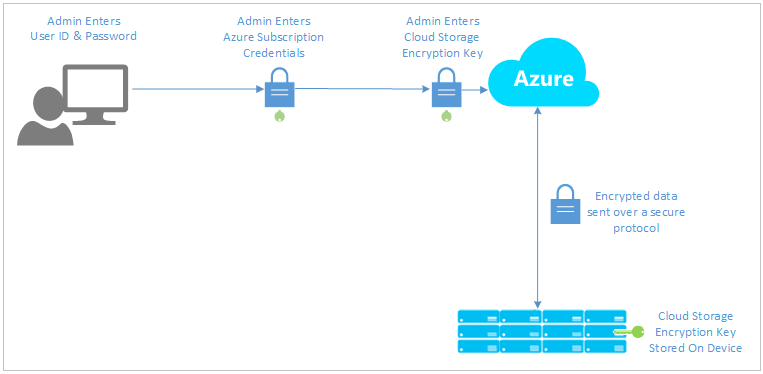 Admin Enters
User ID & Password
Admin Enters
Azure Subscription
Credentials
Admin Enters
Cloud Storage
Encryption Key
Azure
Encrypted data
sent over a secure
protocol
Cloud Storage
Encryption Key
Stored On Device